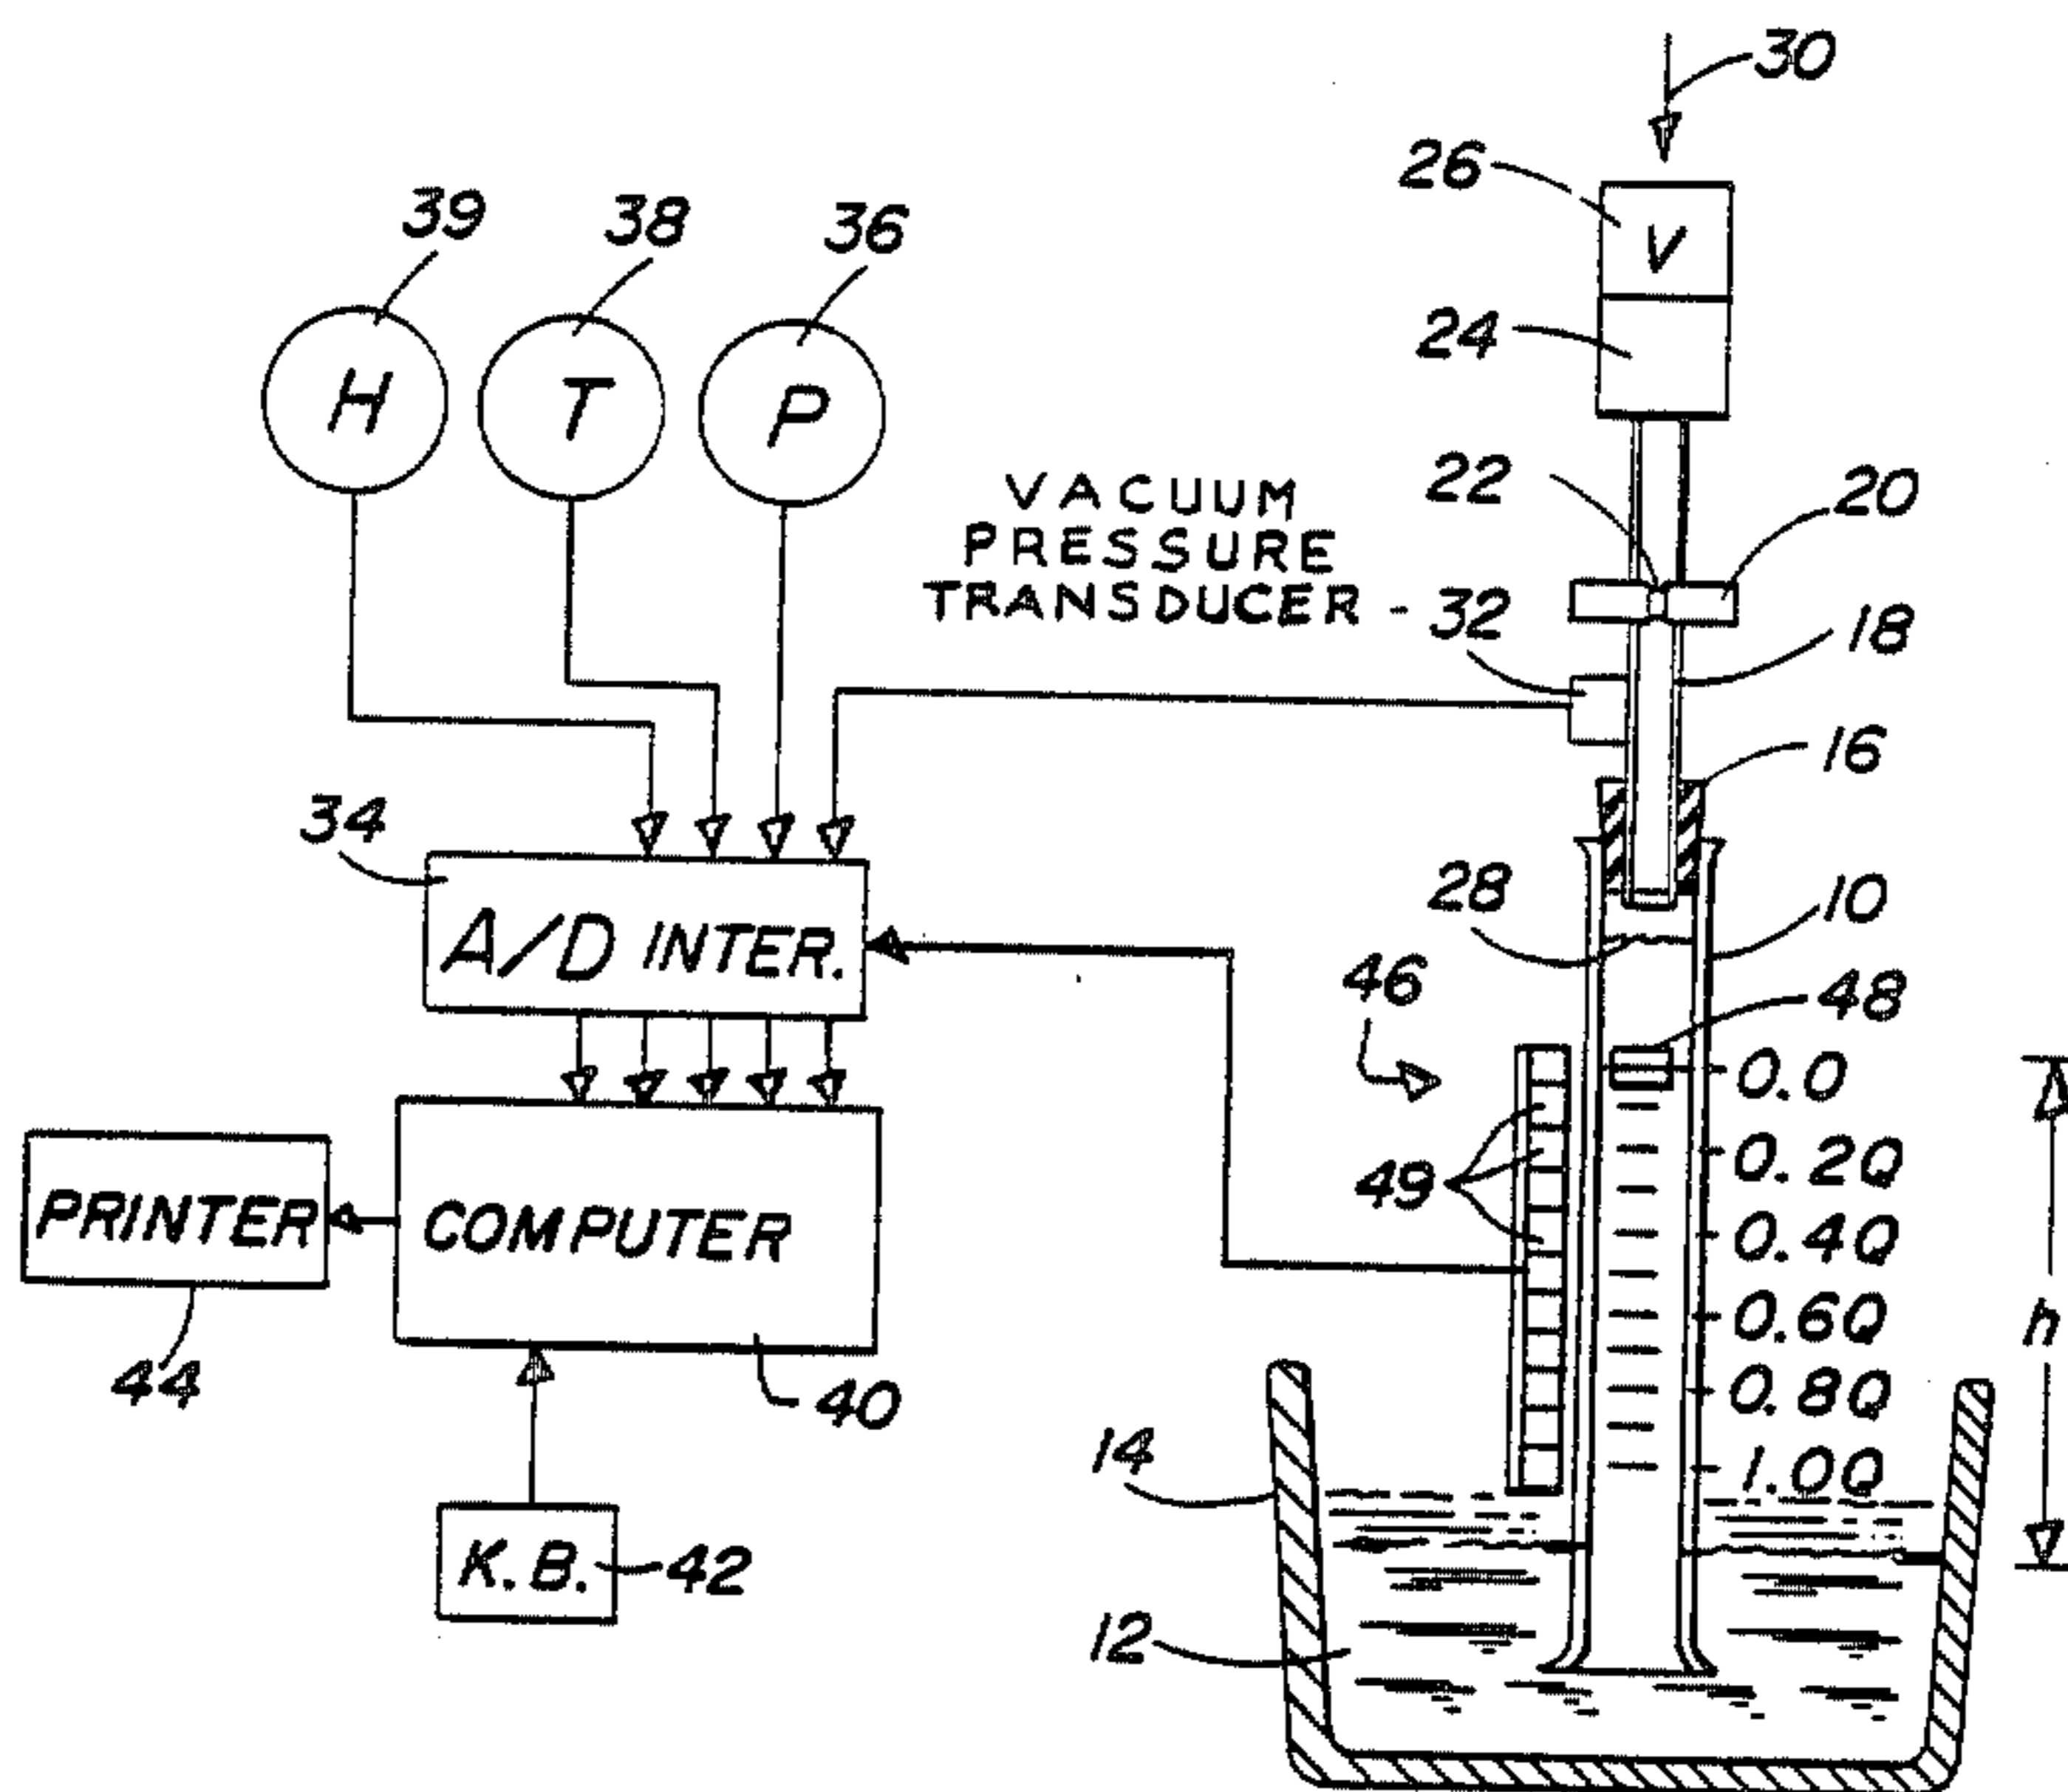 30
26
V
39
38
36
24
H
T
P
VACUUM
PRESSURE
TRANSDUCER - 32
22
20
18
16
34
A/D INTER.
28
10
46
48
0.0
49
0.2Q
0.4Q
0.6Q
0.8Q
1.0Q
h
PRINTER
COMPUTER
44
40
14
K.B.
42
12